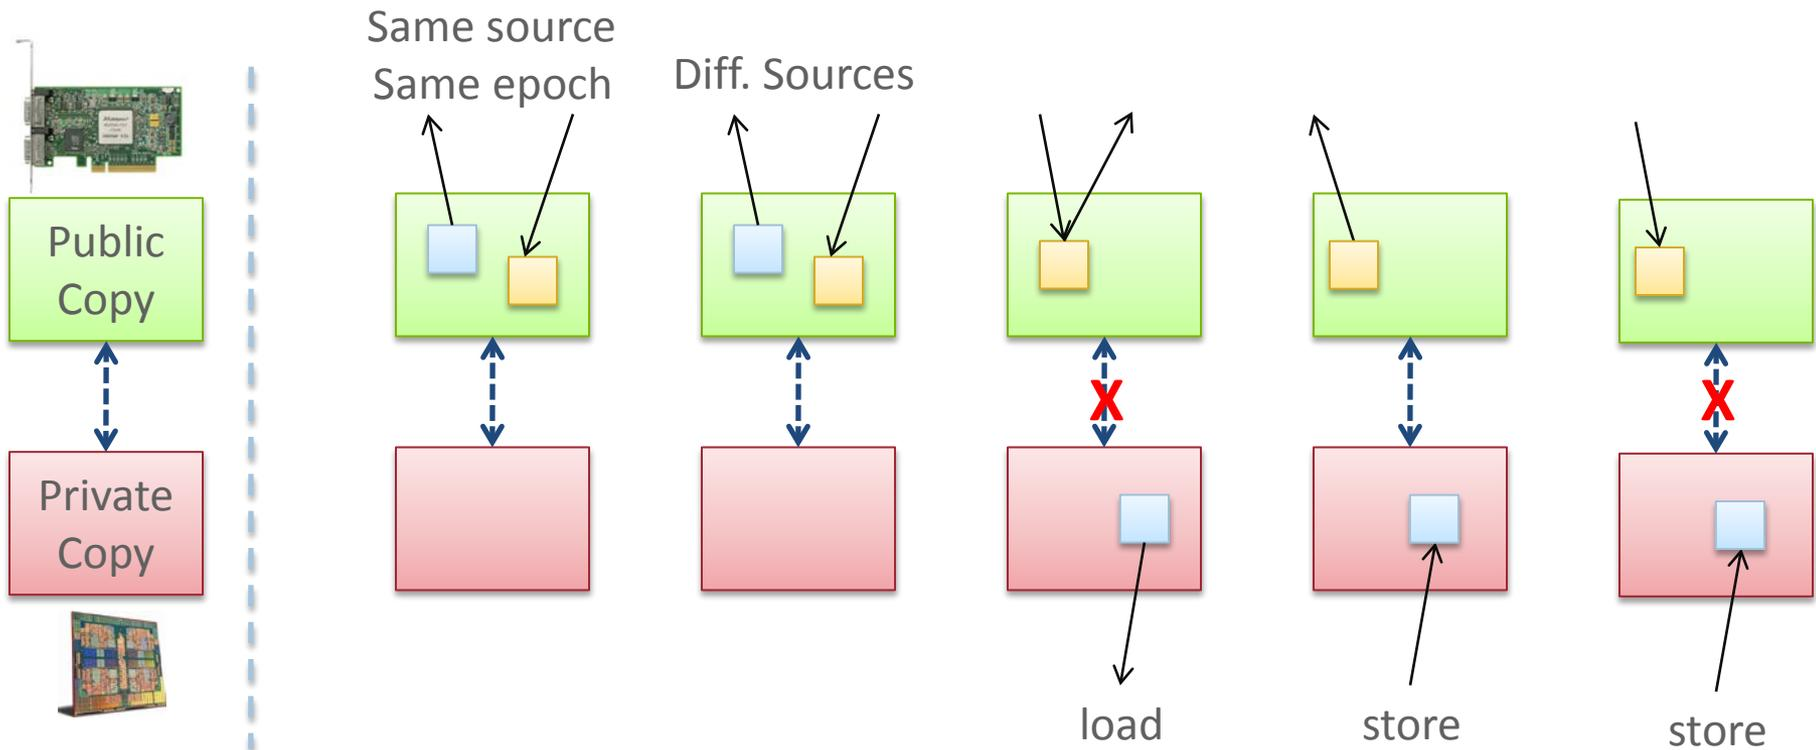 Same source
Same epoch
Diff. Sources
Public
Copy
X
X
Private
Copy
load
store
store